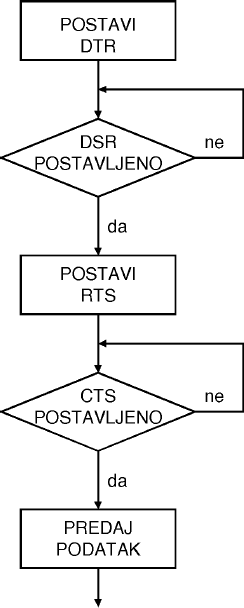 POSTAVI
DTR
DSR
POSTAVLJENO
ne
da
POSTAVI
RTS
CTS
POSTAVLJENO
ne
da
PREDAJ
PODATAK